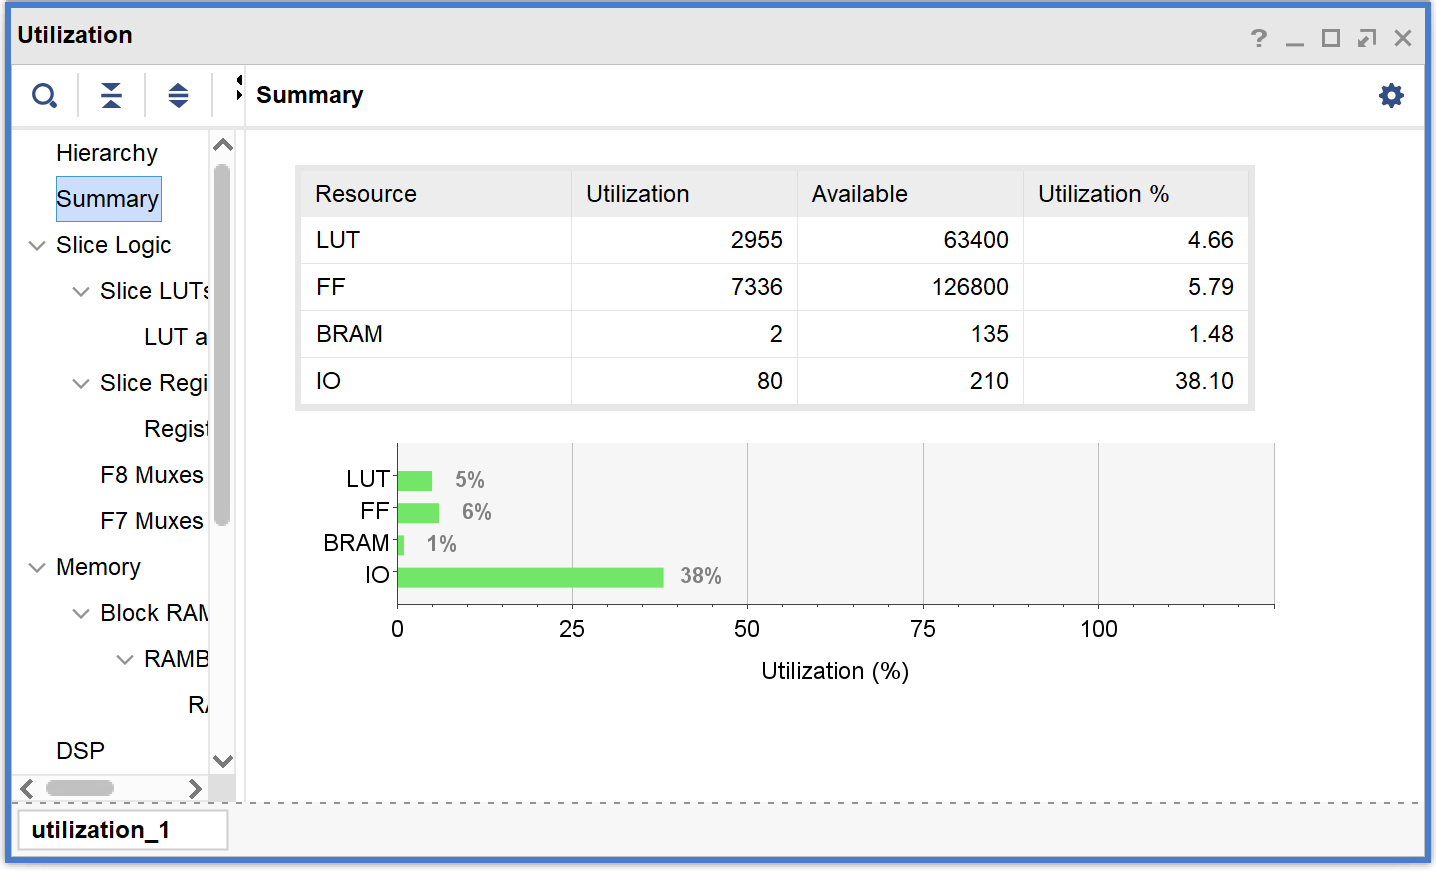 Utilization
Summary
Hierarchy
Summary
Slice Logic
Slice LUTs
LUT a
Slice Regi
Regist
F8 Muxes
F7 Muxes
Memory
Block RAM
RAMB
RA
DSP
Resource Utilization Available Utilization %
LUT 2955 63400 4.66
FF 7336 126800 5.79
BRAM 2 135 1.48
IO 80 210 38.10
LUT 5%
FF 6%
BRAM 1%
IO 38%
0 25 50 75 100
Utilization (%)
utilization_1